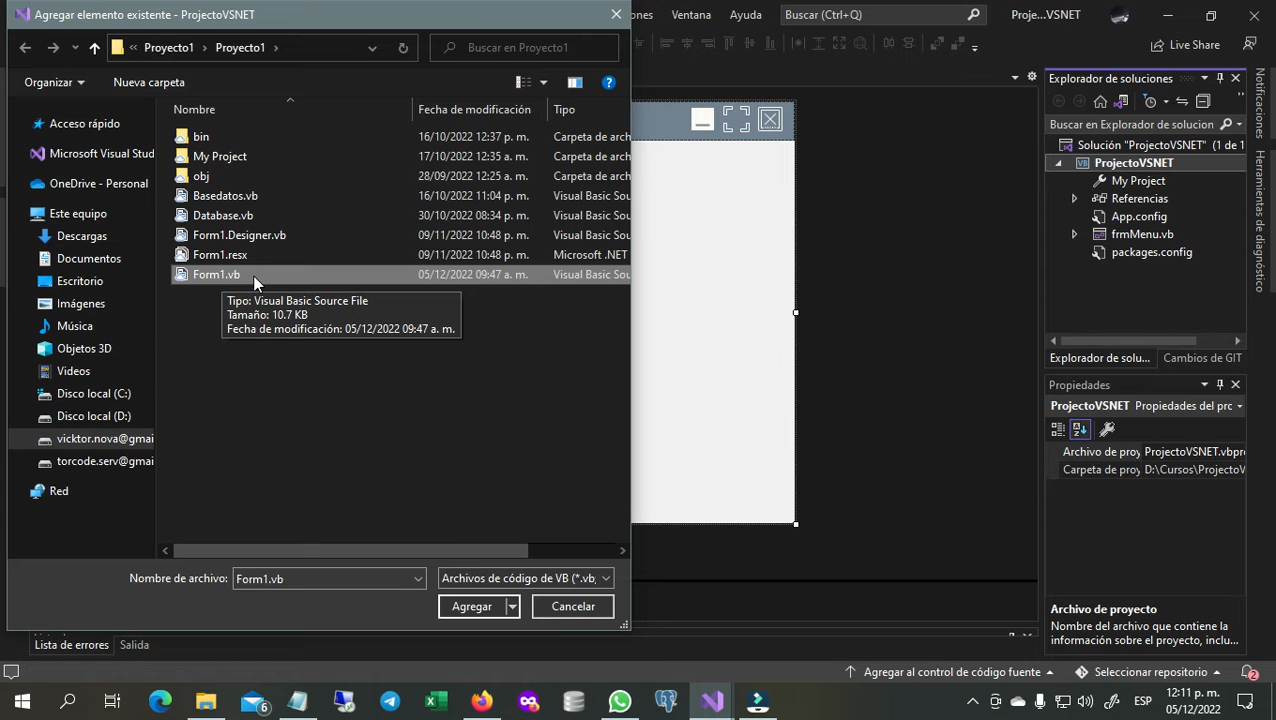 Agregar elemento existente - ProjectoVSNET
iones
Ventana
Ayuda
Buscar (Ctrl+Q)
Proje...VSNET
Proyecto1 › Proyecto1 ›
Buscar en Proyecto1
Live Share
Organizar
Nueva carpeta
Explorador de soluciones
Nombre
Fecha de modificación
Tipo
Buscar en Explorador de solucion
Acceso rápido
Microsoft Visual Stud
OneDrive - Personal
Este equipo
Descargas
Documentos
Escritorio
Imágenes
Música
Objetos 3D
Videos
Disco local (C:)
Disco local (D:)
vicktor.nova@gmai
torcode.serv@gmai
Red
bin 16/10/2022 12:37 p. m. Carpeta de arch
My Project 17/10/2022 12:35 a. m. Carpeta de arch
obj 28/09/2022 12:25 a. m. Carpeta de arch
Basedatos.vb 16/10/2022 11:04 p. m. Visual Basic Sou
Database.vb 30/10/2022 08:34 p. m. Visual Basic Sou
Form1.Designer.vb 09/11/2022 10:48 p. m. Visual Basic Sou
Form1.resx 09/11/2022 10:48 p. m. Microsoft .NET
Form1.vb 05/12/2022 09:47 a. m. Visual Basic Sou
Tipo: Visual Basic Source File
Tamaño: 10.7 KB
Fecha de modificación: 05/12/2022 09:47 a. m.
Nombre de archivo:
Form1.vb
Archivos de código de VB (*.vb;
Agregar
Cancelar
Solución "ProjectoVSNET" (1 de 1
VB ProjectoVSNET
My Project
Referencias
App.config
frmMenu.vb
packages.config
Explorador de solu...
Cambios de GIT
Propiedades
ProjectoVSNET Propiedades del prc
Archivo de proy ProjectoVSNET.vbpro
Carpeta de proy D:\Cursos\ProjectoV
Archivo de proyecto
Nombre del archivo que contiene la
información sobre el proyecto, inclu...
Notificaciones
Herramientas de diagnóstico
Lista de errores
Salida
Agregar al control de código fuente
Seleccionar repositorio
2
6
ESP
12:11 p. m.
05/12/2022